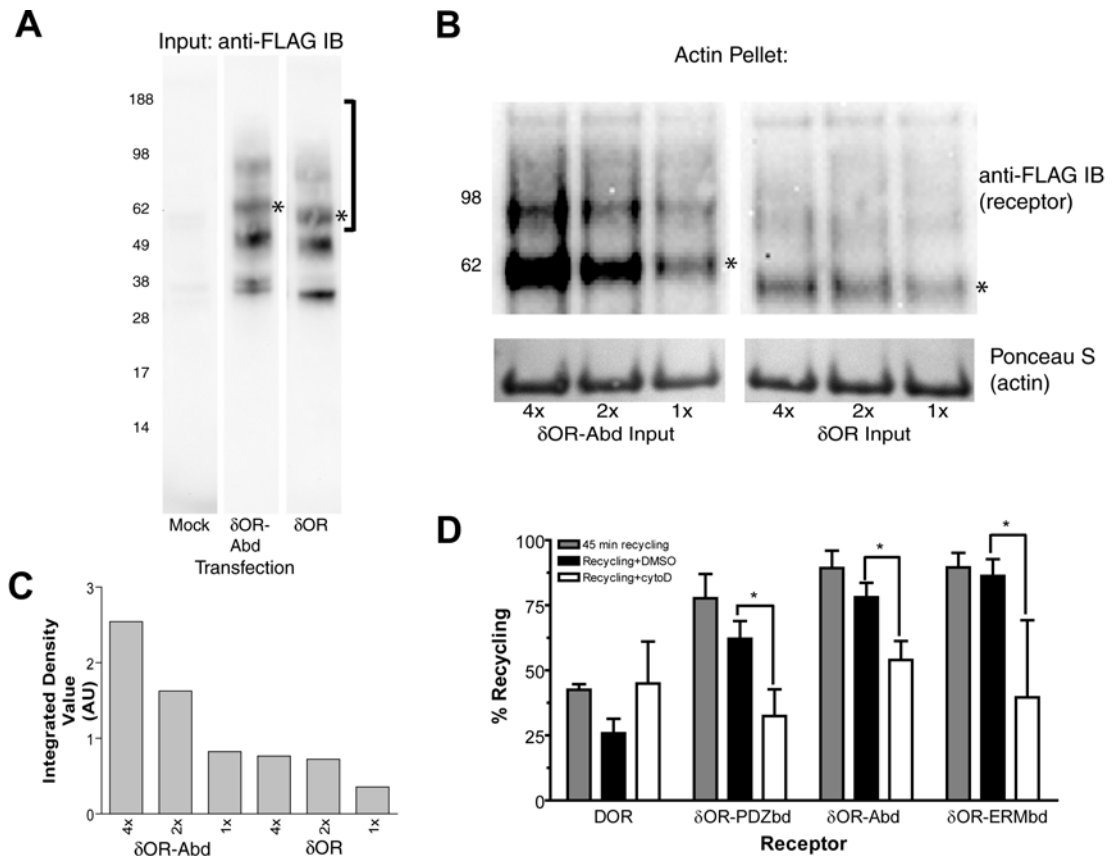 A
Input: anti-FLAG IB
188
98
62
49
38
28
17
14
*
*
Mock
δOR-
Abd
δOR
Transfection
B
Actin Pellet:
98
62
*
*
anti-FLAG IB
(receptor)
Ponceau S
(actin)
4x 2x 1x
δOR-Abd Input
4x 2x 1x
δOR Input
C
Integrated Density
Value
(AU)
3
2
1
0
4x 2x 1x 4x 2x 1x
δOR-Abd δOR
D
% Recycling
100
75
50
25
0
45 min recycling
Recycling+DMSO
Recycling+cytoD
*
*
*
DOR δOR-PDZbd δOR-Abd δOR-ERMbd
Receptor